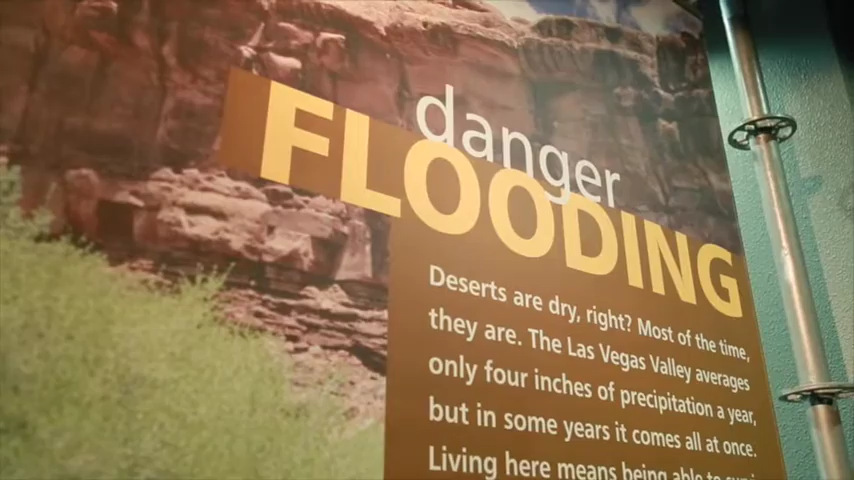 danger
FLOODING
Deserts are dry, right? Most of the time,
they are. The Las Vegas Valley averages
only four inches of precipitation a year,
but in some years it comes all at once.
Living here means being able to